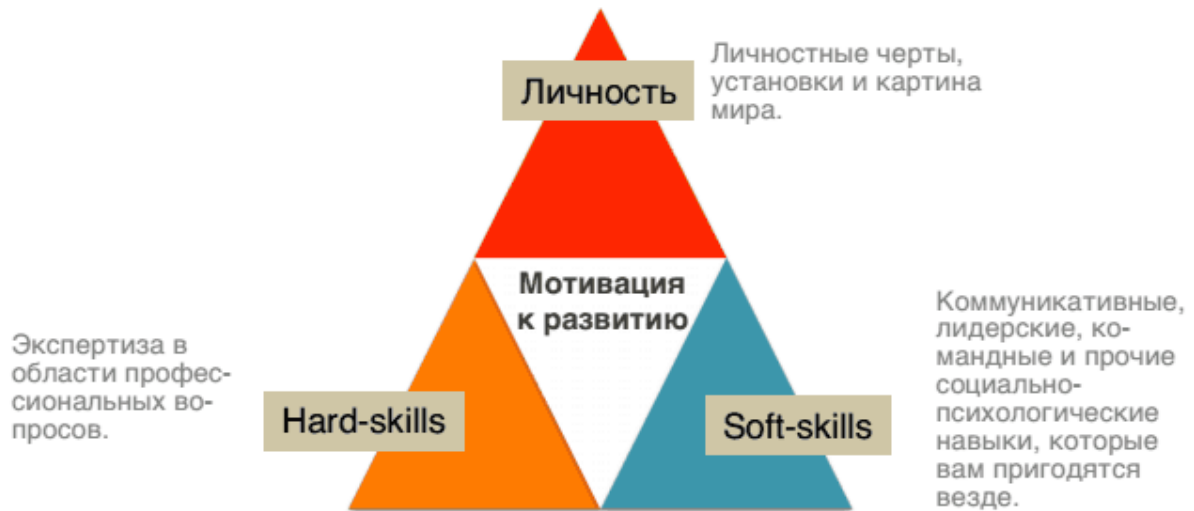 Личность
Личностные черты,
установки и картина
мира.
Мотивация
к развитию
Экспертиза в
области профес-
сиональных во-
просов.
Hard-skills
Soft-skills
Коммуникативные,
лидерские, ко-
мандные и прочие
социально-
психологические
навыки, которые
вам пригодятся
везде.